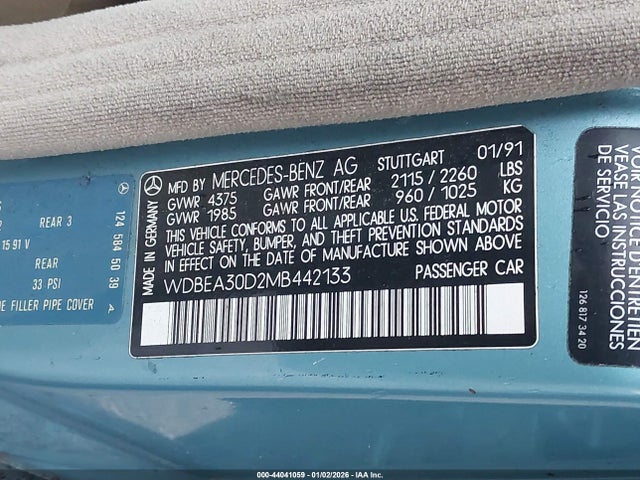 MFD BY MERCEDES-BENZ AG STUTTGART 01/91
GVWR 4375 GAWR FRONT/REAR 2115 / 2260 LBS
GVWR 1985 GAWR FRONT/REAR 960 / 1025 KG
THIS VEHICLE CONFORMS TO ALL APPLICABLE U.S. FEDERAL MOTOR
VEHICLE SAFETY, BUMPER, AND THEFT PREVENTION STANDARDS
IN EFFECT ON THE DATE OF MANUFACTURE SHOWN ABOVE
WDBEA30D2MB442133 PASSENGER CAR
MADE IN GERMANY
REAR 3
15 91 V
REAR
33 PSI
FILLER PIPE COVER
124 584 50 39
A
VEASE LAS INSTRUCCIONES
DE SERVICIO
126 817 34 20
000-44041059 - 01/02/2026 - IAA Inc.